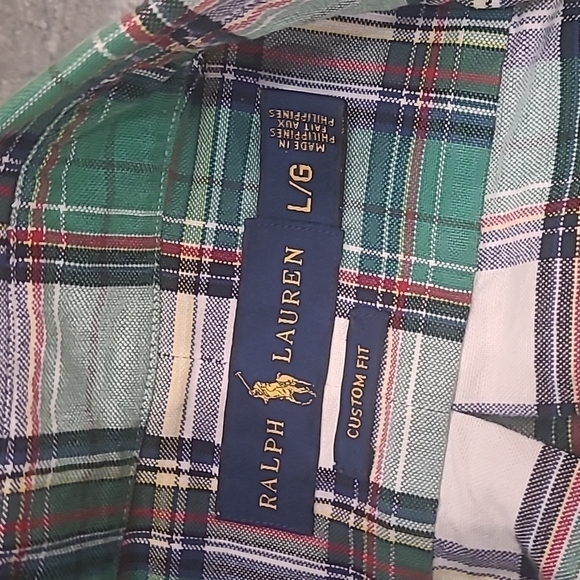 RALPH LAUREN
L/G
MADE IN
PHILIPPINES
FAIT AUX
PHILIPPINES
CUSTOM FIT